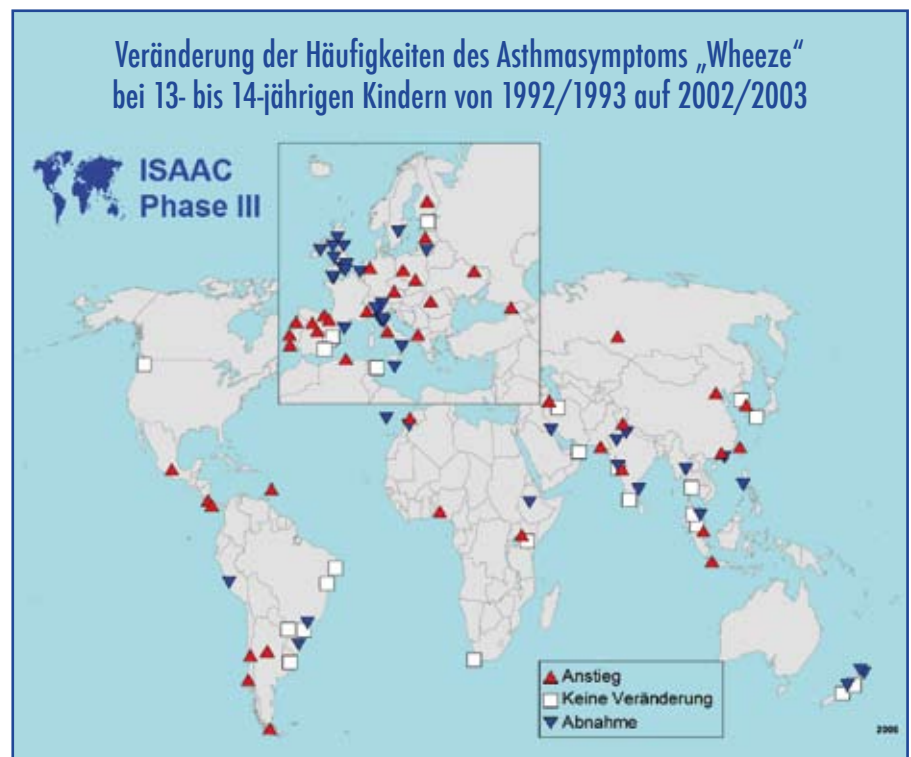 Veränderung der Häufigkeiten des Asthmasymptoms „Wheeze“
bei 13- bis 14-jährigen Kindern von 1992/1993 auf 2002/2003
ISAAC
Phase III
Anstieg
Keine Veränderung
Abnahme
2006